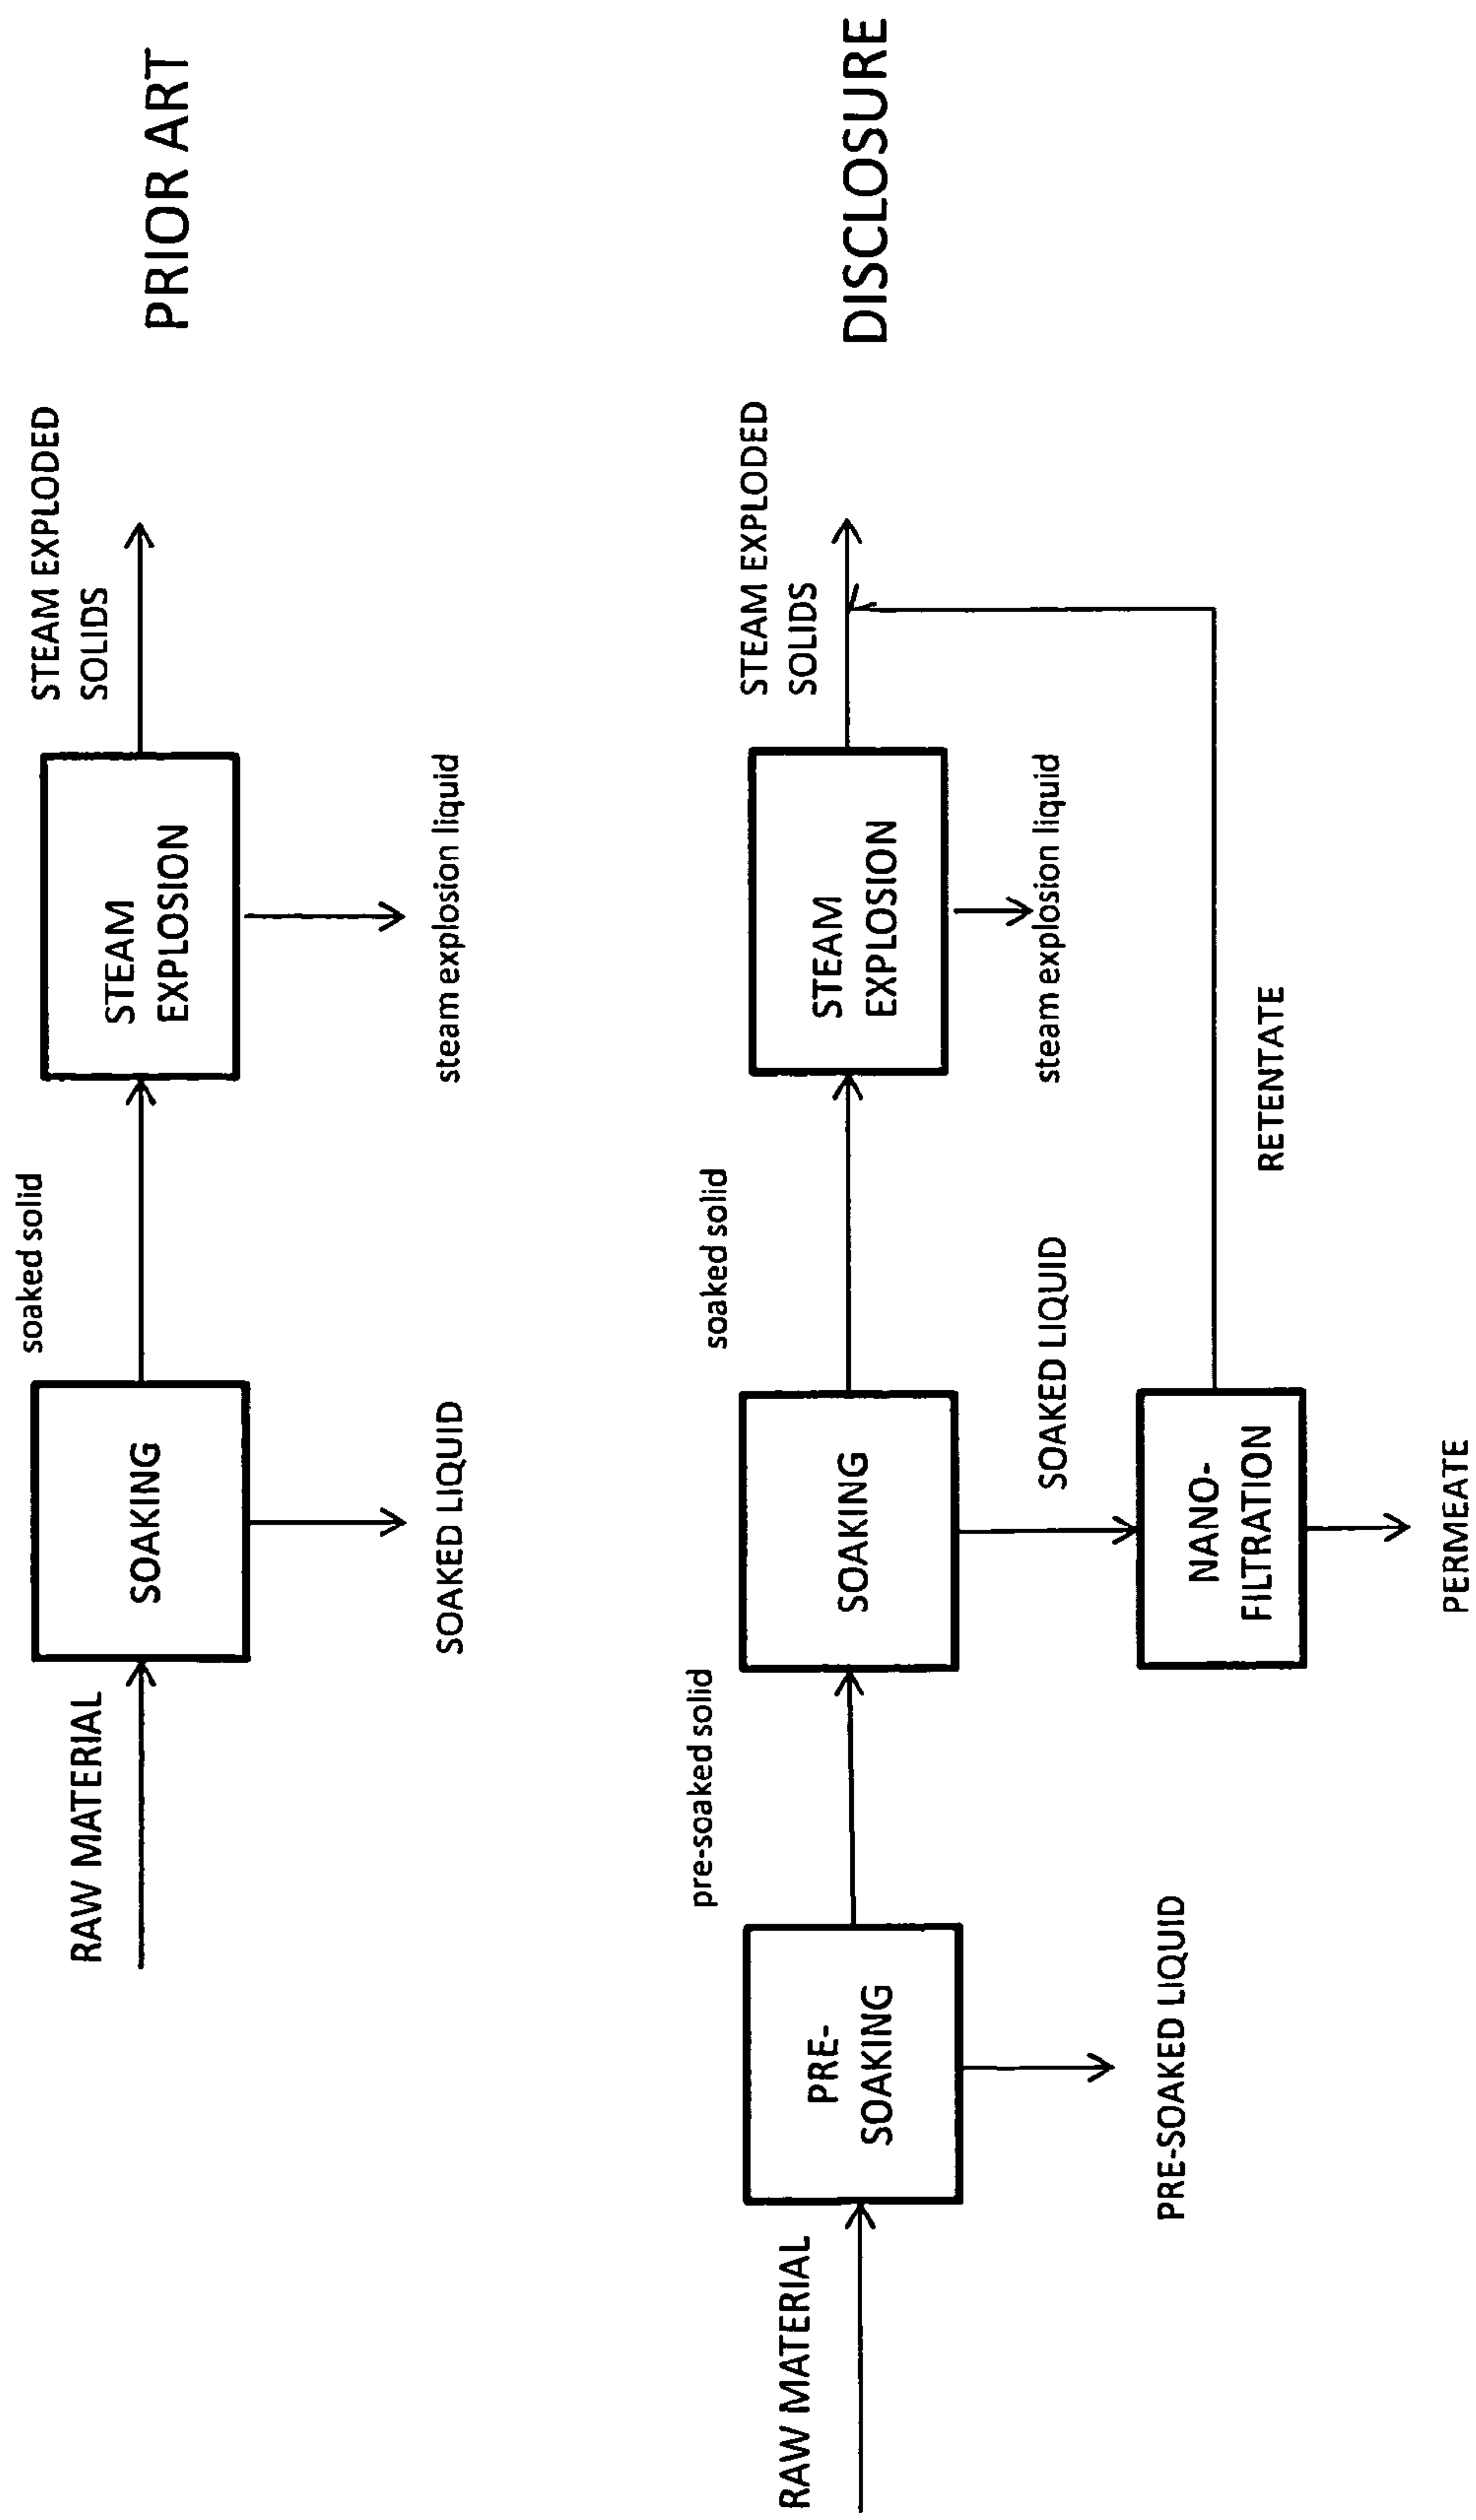 PRIOR ART
RAW MATERIAL
SOAKING
SOAKED LIQUID
soaked solid
STEAM
EXPLOSION
steam explosion liquid
STEAM EXPLODED
SOLIDS
DISCLOSURE
RAW MATERIAL
PRE-
SOAKING
PRE-SOAKED LIQUID
pre-soaked solid
SOAKING
SOAKED LIQUID
NANO-
FILTRATION
PERMEATE
RETENTATE
soaked solid
STEAM
EXPLOSION
steam explosion liquid
STEAM EXPLODED
SOLIDS